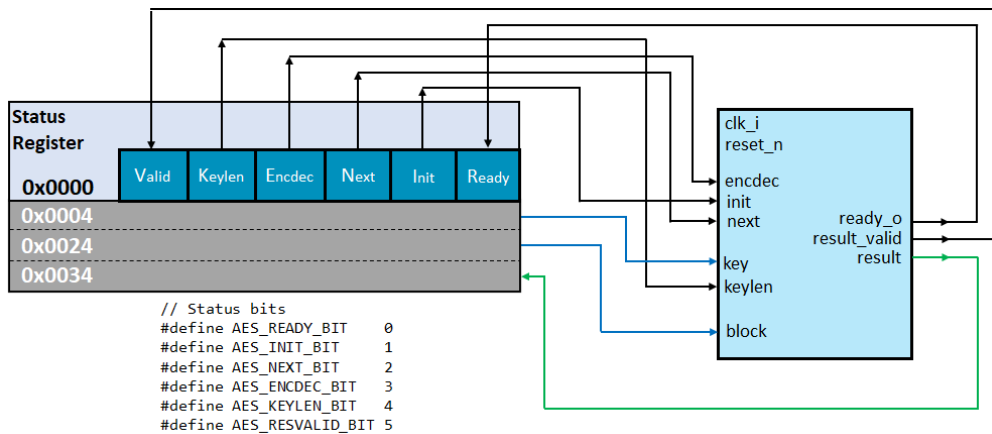 Status
Register
0x0000
Valid Keylen Encdec Next Init Ready
0x0004
0x0024
0x0034
// Status bits
#define AES_READY_BIT 0
#define AES_INIT_BIT 1
#define AES_NEXT_BIT 2
#define AES_ENCDEC_BIT 3
#define AES_KEYLEN_BIT 4
#define AES_RESVALID_BIT 5
clk_i
reset_n
encdec
init
next
key
keylen
block
ready_o
result_valid
result